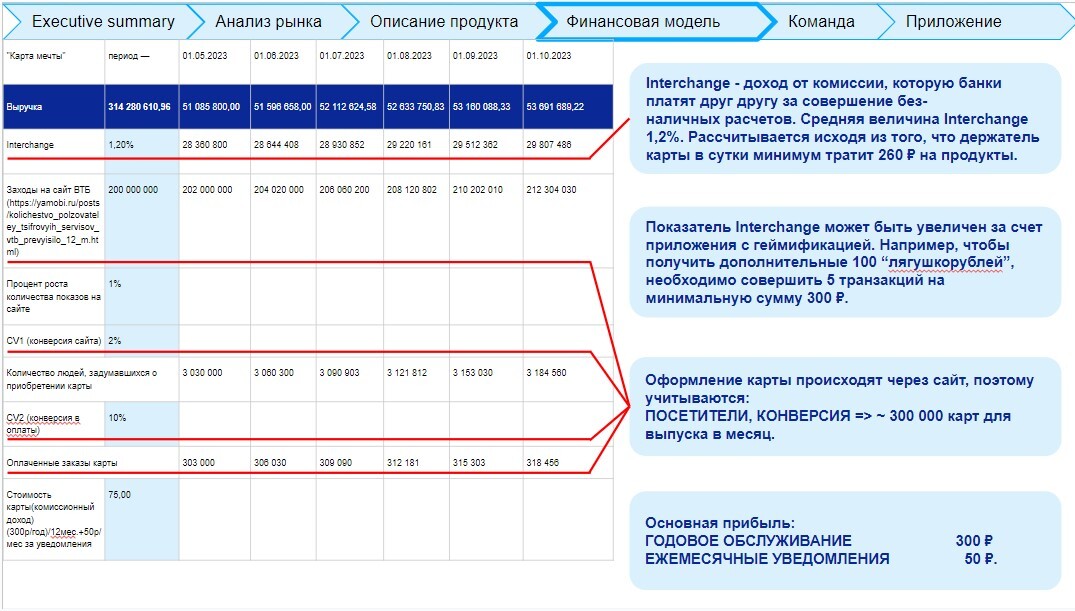 Executive summary
Анализ рынка
Описание продукта
Финансовая модель
Команда
Приложение
"Карта мечты" период — 01.05.2023 01.06.2023 01.07.2023 01.08.2023 01.09.2023 01.10.2023
Выручка 314 280 610,96 51 085 800,00 51 596 658,00 52 112 624,58 52 633 750,83 53 160 088,33 53 691 689,22
Interchange 1,20% 28 360 800 28 644 408 28 930 852 29 220 161 29 512 362 29 807 486
Заходы на сайт ВТБ 200 000 000 202 000 000 204 020 000 206 060 200 208 120 802 210 202 010 212 304 030
(https://yamobi.ru/posts
/kolichestvo_polzovatel
ey_tsifrovyih_servisov_
vtb_prevyisilo_12_m.ht
ml)
Процент роста 1%
количества показов на
сайте
CV1 (конверсия сайта) 2%
Количество людей, задумавшихся о 3 030 000 3 060 300 3 090 903 3 121 812 3 153 030 3 184 560
приобретении карты
CV2 (конверсия в 10%
оплаты)
Оплаченные заказы карты 303 000 306 030 309 090 312 181 315 303 318 456
Стоимость 75,00
карты(комиссионный
доход)
(300р/год)/12мес.+50р/
мес за уведомления
Interchange - доход от комиссии, которую банки
платят друг другу за совершение без-
наличных расчетов. Средняя величина Interchange
1,2%. Рассчитывается исходя из того, что держатель
карты в сутки минимум тратит 260 ₽ на продукты.
Показатель Interchange может быть увеличен за счет
приложения с геймификацией. Например, чтобы
получить дополнительные 100 “лягушкорублей”,
необходимо совершить 5 транзакций на
минимальную сумму 300 ₽.
Оформление карты происходят через сайт, поэтому
учитываются:
ПОСЕТИТЕЛИ, КОНВЕРСИЯ => ~ 300 000 карт для
выпуска в месяц.
Основная прибыль:
ГОДОВОЕ ОБСЛУЖИВАНИЕ 300 ₽
ЕЖЕМЕСЯЧНЫЕ УВЕДОМЛЕНИЯ 50 ₽.